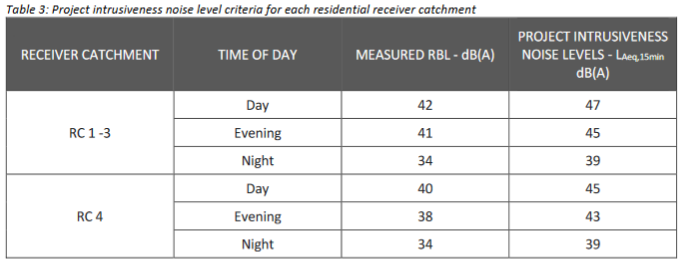 Table 3: Project intrusiveness noise level criteria for each residential receiver catchment
RECEIVER CATCHMENT TIME OF DAY MEASURED RBL - dB(A) PROJECT INTRUSIVENESS
NOISE LEVELS - LAeq,15min
dB(A)
RC 1 -3
Day 42 47
Evening 41 45
Night 34 39
RC 4
Day 40 45
Evening 38 43
Night 34 39